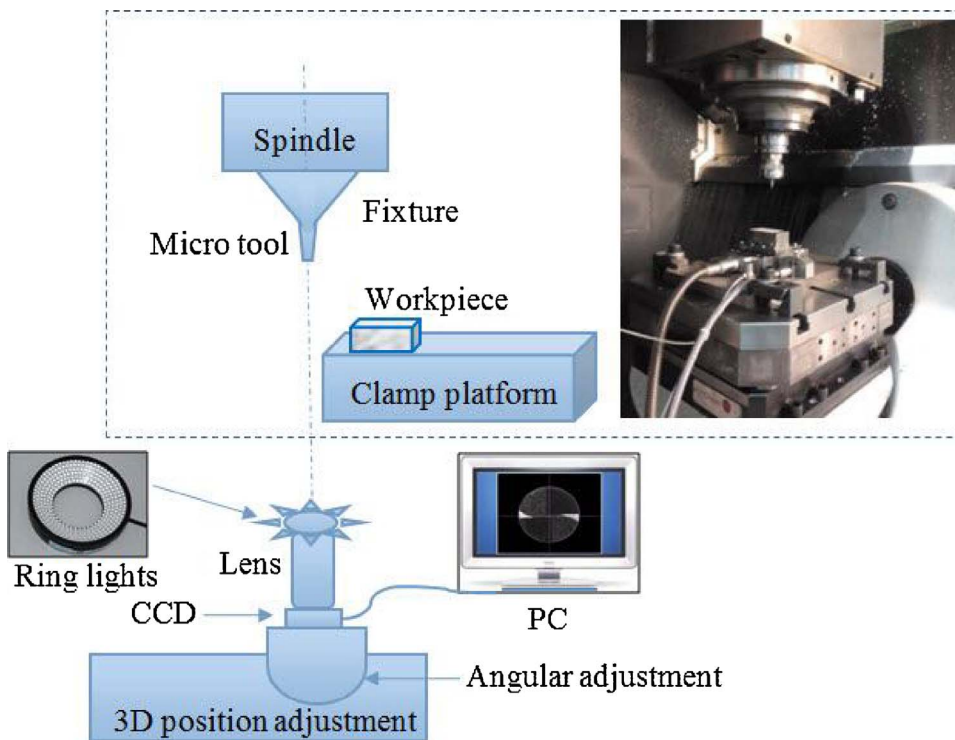 Spindle
Fixture
Micro tool
Workpiece
Clamp platform
Ring lights
Lens
CCD
PC
Angular adjustment
3D position adjustment